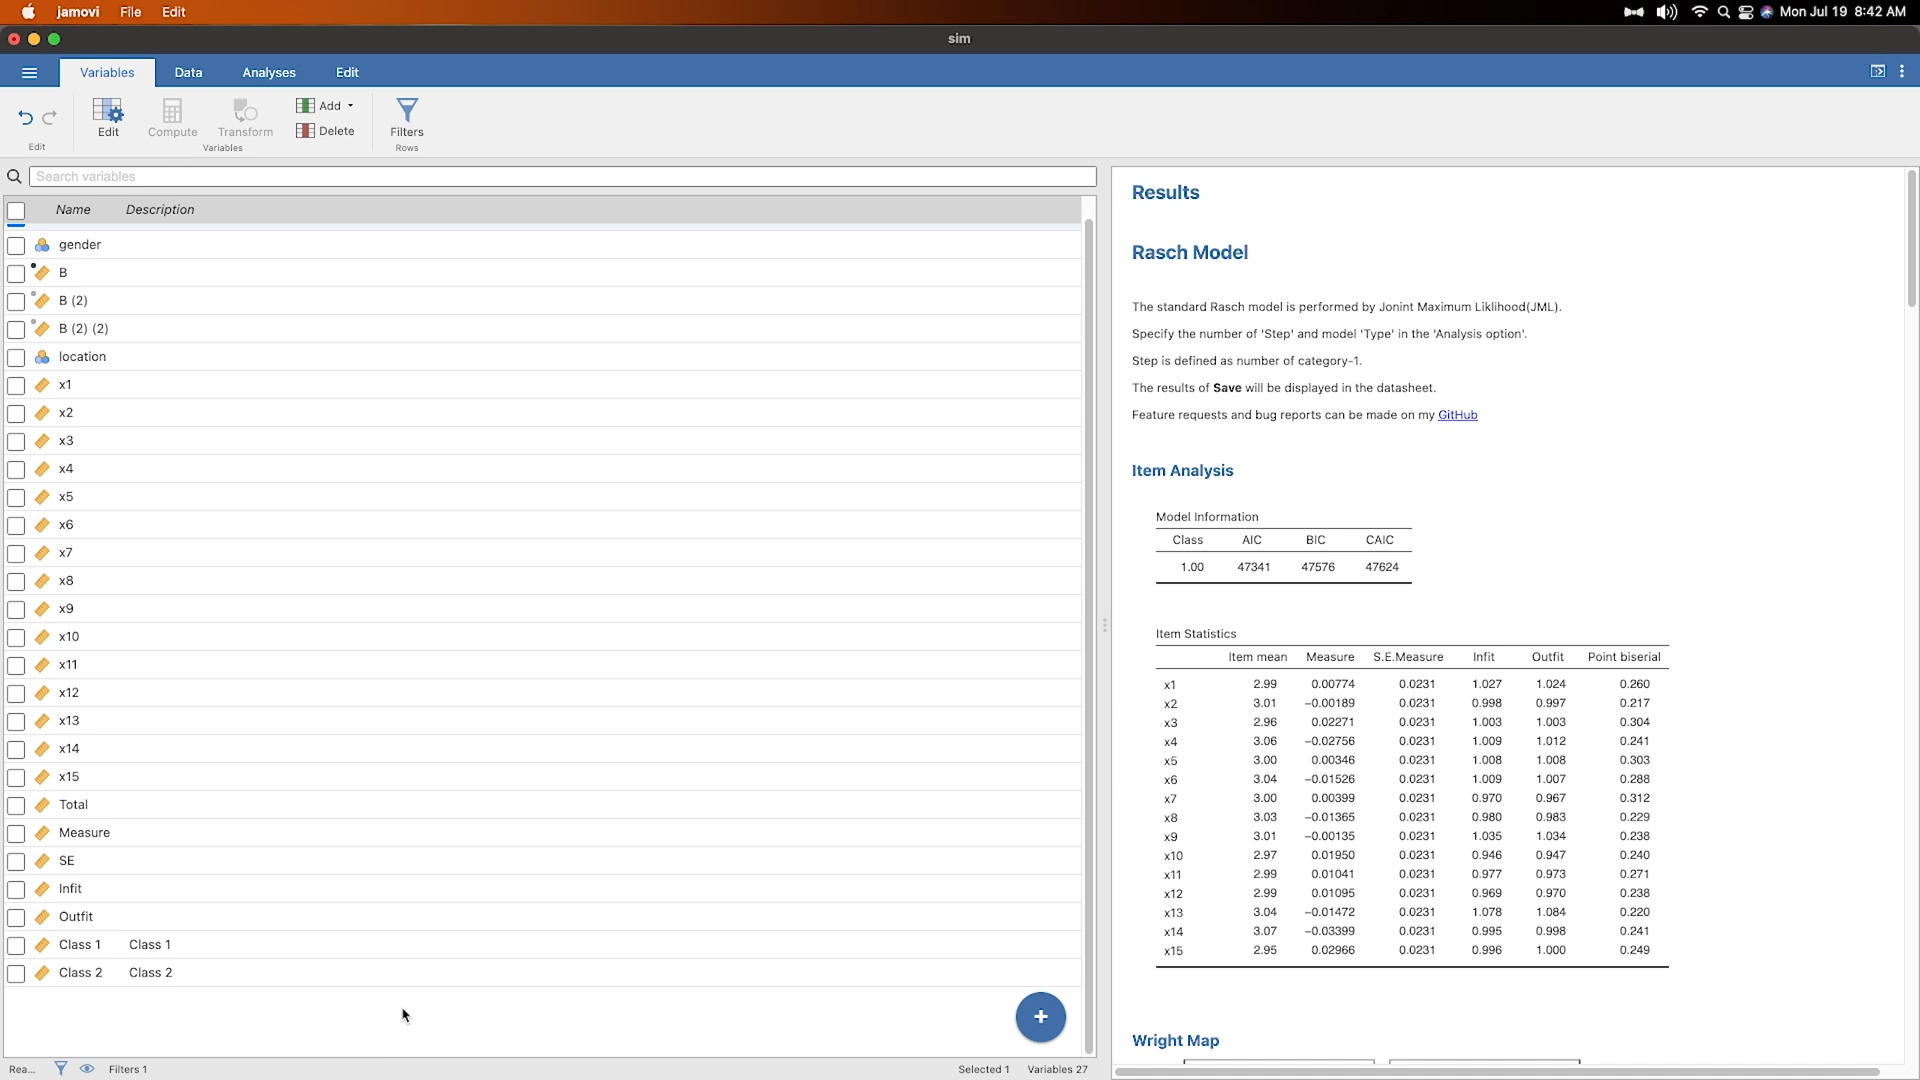 jamovi File Edit Mon Jul 19 8:42 AM
sim
Variables Data Analyses Edit
Edit Compute Transform Add Delete Filters
Edit Variables Rows
Search variables
Name Description
gender
B
B (2)
B (2) (2)
location
x1
x2
x3
x4
x5
x6
x7
x8
x9
x10
x11
x12
x13
x14
x15
Total
Measure
SE
Infit
Outfit
Class 1 Class 1
Class 2 Class 2
+
Rea... Filters 1 Selected 1 Variables 27
Results
Rasch Model
The standard Rasch model is performed by Jonint Maximum Liklihood(JML).
Specify the number of 'Step' and model 'Type' in the 'Analysis option'.
Step is defined as number of category-1.
The results of Save will be displayed in the datasheet.
Feature requests and bug reports can be made on my GitHub
Item Analysis
Model Information
Class AIC BIC CAIC
1.00 47341 47576 47624
Item Statistics
Item mean Measure S.E.Measure Infit Outfit Point biserial
x1 2.99 0.00774 0.0231 1.027 1.024 0.260
x2 3.01 -0.00189 0.0231 0.998 0.997 0.217
x3 2.96 0.02271 0.0231 1.003 1.003 0.304
x4 3.06 -0.02756 0.0231 1.009 1.012 0.241
x5 3.00 0.00346 0.0231 1.008 1.008 0.303
x6 3.04 -0.01526 0.0231 1.009 1.007 0.288
x7 3.00 0.00399 0.0231 0.970 0.967 0.312
x8 3.03 -0.01365 0.0231 0.980 0.983 0.229
x9 3.01 -0.00135 0.0231 1.035 1.034 0.238
x10 2.97 0.01950 0.0231 0.946 0.947 0.240
x11 2.99 0.01041 0.0231 0.977 0.973 0.271
x12 2.99 0.01095 0.0231 0.969 0.970 0.238
x13 3.04 -0.01472 0.0231 1.078 1.084 0.220
x14 3.07 -0.03399 0.0231 0.995 0.998 0.241
x15 2.95 0.02966 0.0231 0.996 1.000 0.249
Wright Map